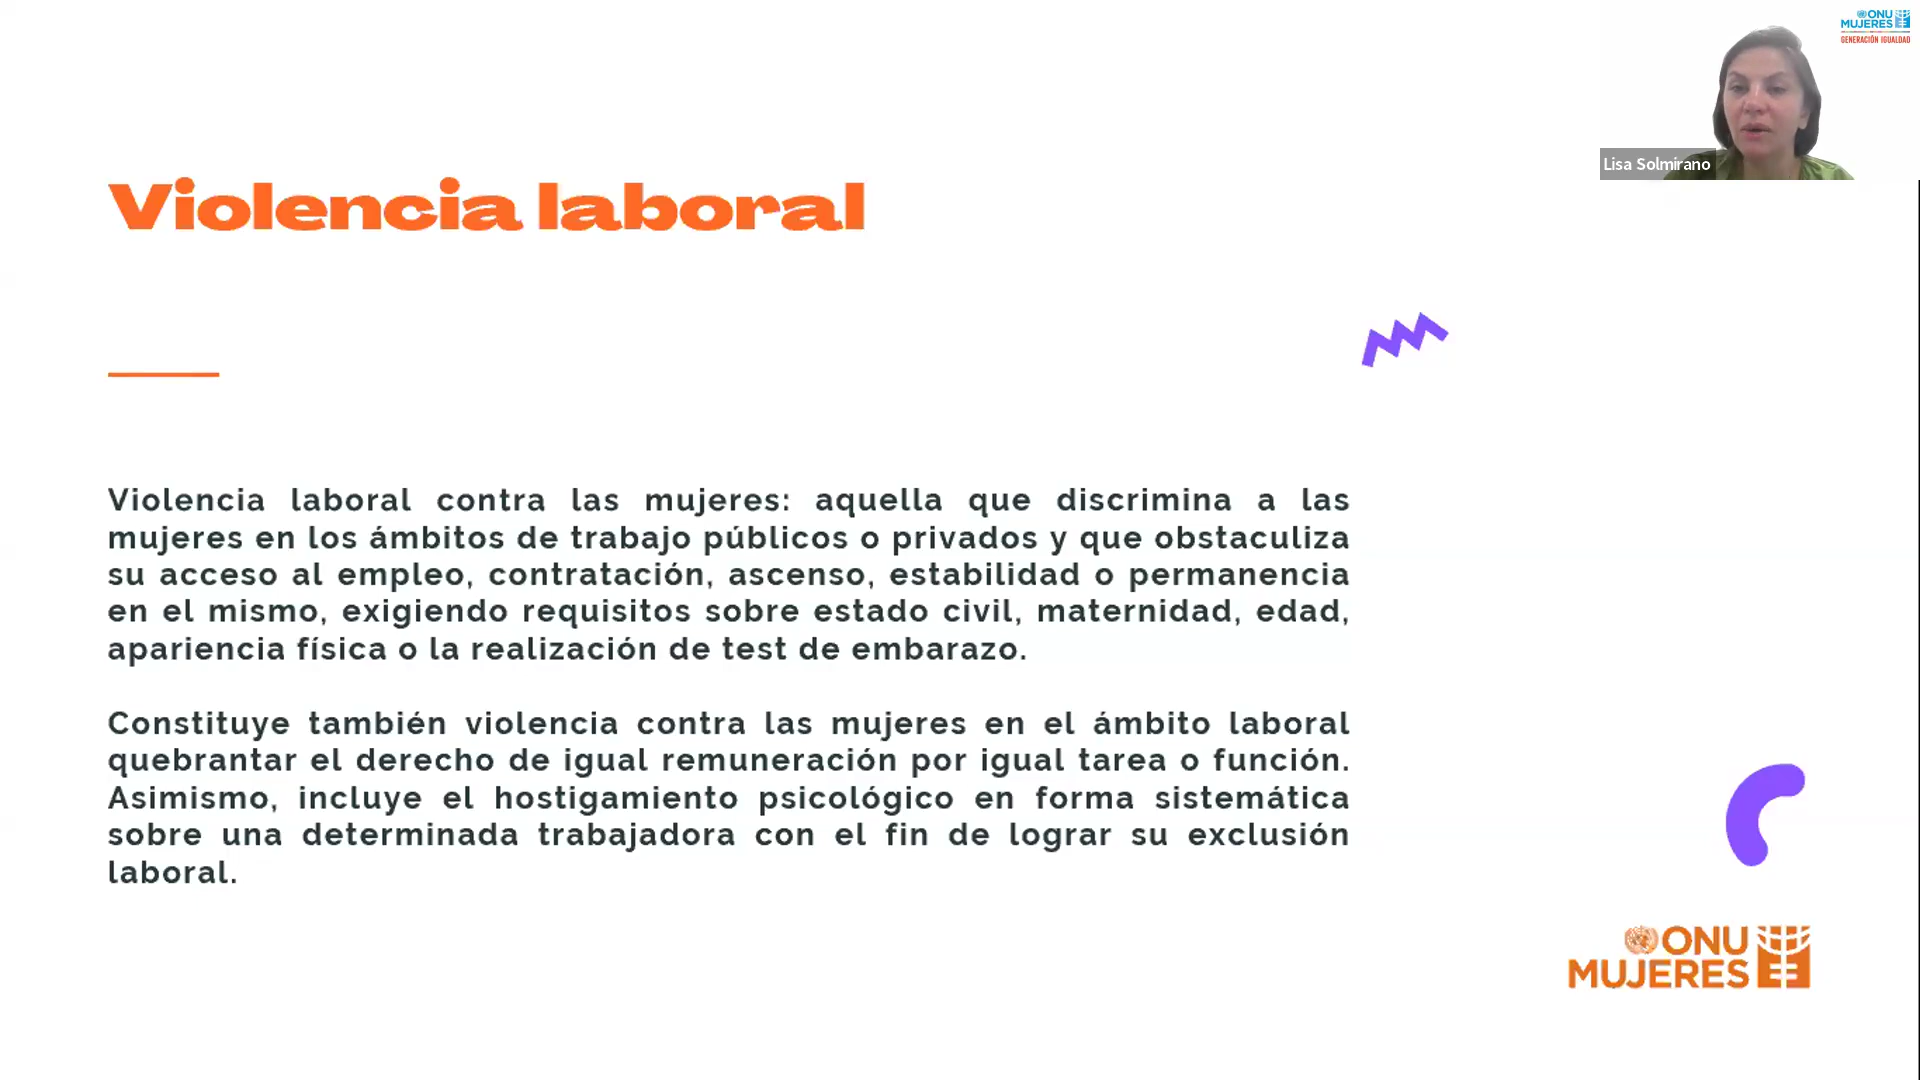 ONU
MUJERES
GENERACIÓN IGUALDAD
Lisa Solmirano
Violencia laboral
Violencia laboral contra las mujeres: aquella que discrimina a las
mujeres en los ámbitos de trabajo públicos o privados y que obstaculiza
su acceso al empleo, contratación, ascenso, estabilidad o permanencia
en el mismo, exigiendo requisitos sobre estado civil, maternidad, edad,
apariencia física o la realización de test de embarazo.
Constituye también violencia contra las mujeres en el ámbito laboral
quebrantar el derecho de igual remuneración por igual tarea o función.
Asimismo, incluye el hostigamiento psicológico en forma sistemática
sobre una determinada trabajadora con el fin de lograr su exclusión
laboral.
ONU
MUJERES